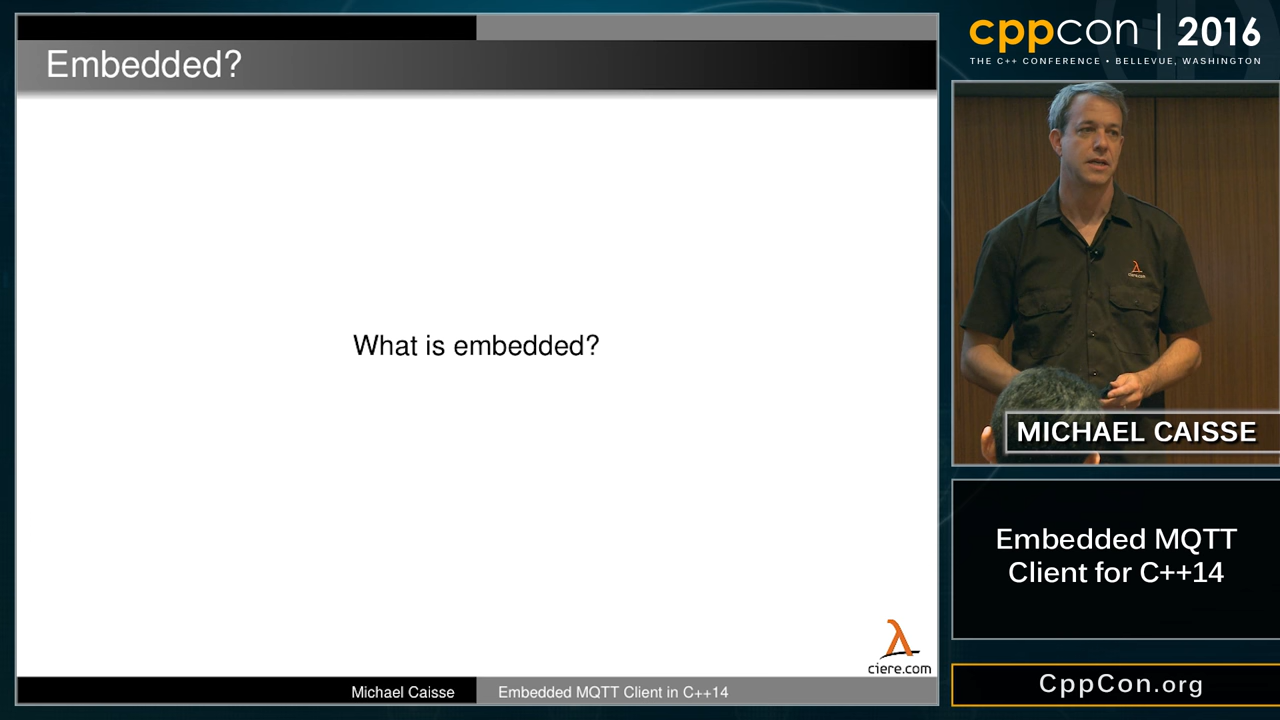 Embedded?
What is embedded?
ciere.com
Michael Caisse
Embedded MQTT Client in C++14
cppcon | 2016
THE C++ CONFERENCE • BELLEVUE, WASHINGTON
MICHAEL CAISSE
Embedded MQTT
Client for C++14
CppCon.org